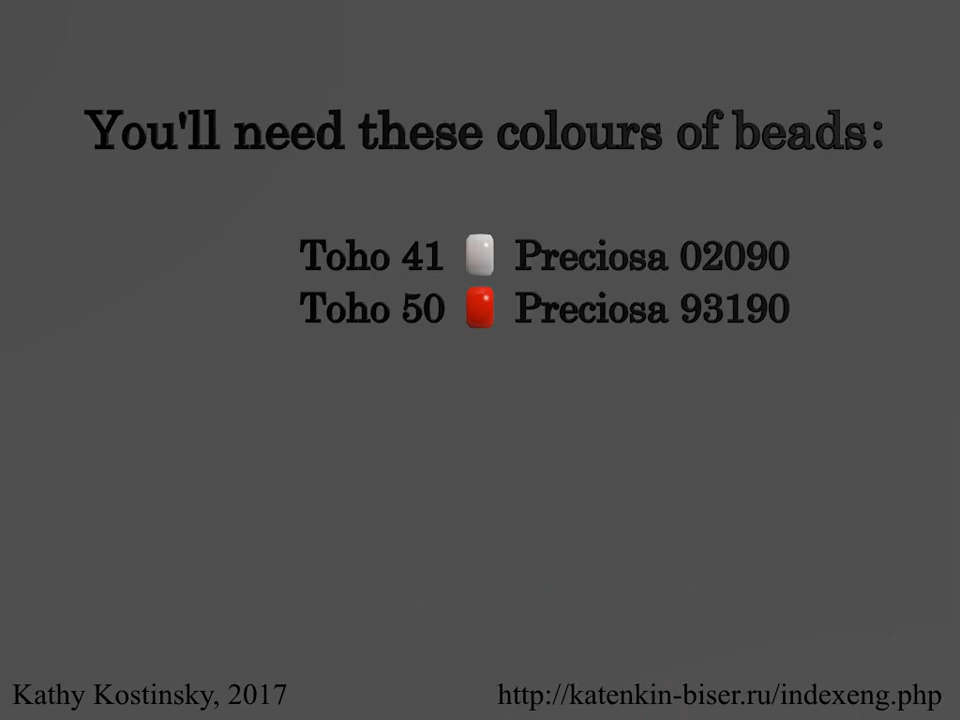 You'll need these colours of beads:
Toho 41 Preciosa 02090
Toho 50 Preciosa 93190
Kathy Kostinsky, 2017 http://katenkin-biser.ru/indexeng.php